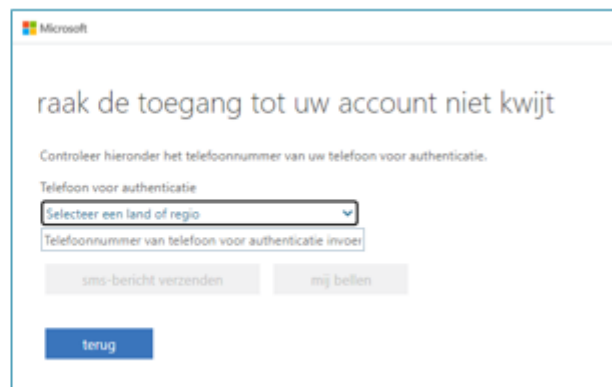 Microsoft
raak de toegang tot uw account niet kwijt
Controleer hieronder het telefoonnummer van uw telefoon voor authenticatie.
Telefoon voor authenticatie
Selecteer een land of regio
Telefoonnummer van telefoon voor authenticatie invoer
sms-bericht verzenden mij bellen
terug